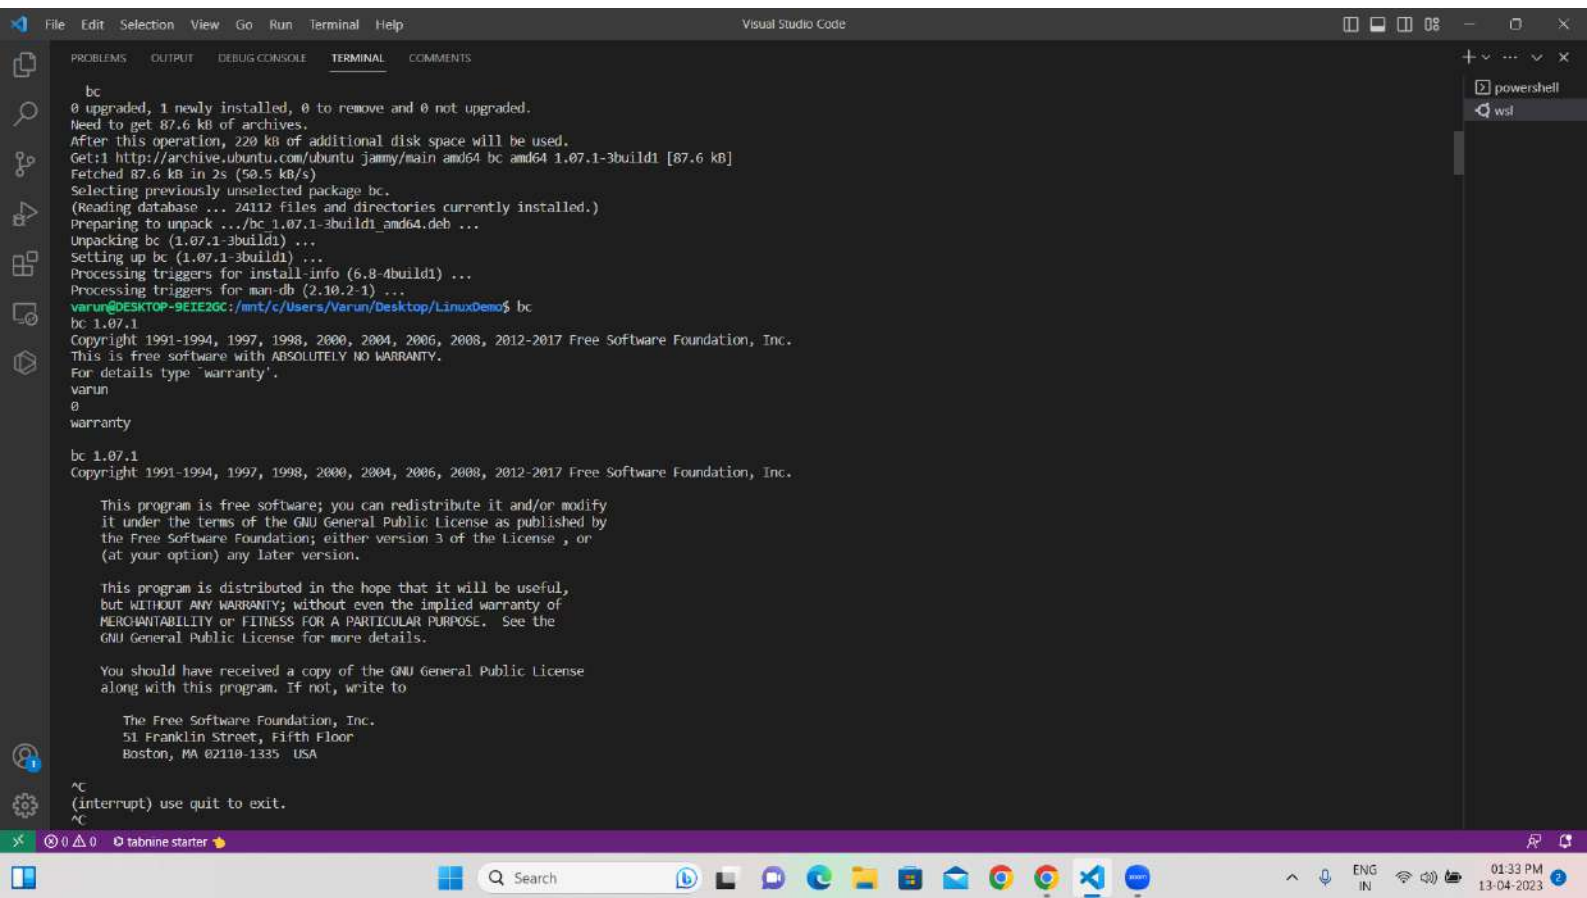 File Edit Selection View Go Run Terminal Help
Visual Studio Code
PROBLEMS OUTPUT DEBUG CONSOLE TERMINAL COMMENTS
powershell
wsl
bc
0 upgraded, 1 newly installed, 0 to remove and 0 not upgraded.
Need to get 87.6 kB of archives.
After this operation, 220 kB of additional disk space will be used.
Get:1 http://archive.ubuntu.com/ubuntu jammy/main amd64 bc amd64 1.07.1-3build1 [87.6 kB]
Fetched 87.6 kB in 2s (50.5 kB/s)
Selecting previously unselected package bc.
(Reading database ... 24112 files and directories currently installed.)
Preparing to unpack .../bc_1.07.1-3build1_amd64.deb ...
Unpacking bc (1.07.1-3build1) ...
Setting up bc (1.07.1-3build1) ...
Processing triggers for install-info (6.8-4build1) ...
Processing triggers for man-db (2.10.2-1) ...
varun@DESKTOP-9EIE2GC:/mnt/c/Users/Varun/Desktop/LinuxDemo$ bc
bc 1.07.1
Copyright 1991-1994, 1997, 1998, 2000, 2004, 2006, 2008, 2012-2017 Free Software Foundation, Inc.
This is free software with ABSOLUTELY NO WARRANTY.
For details type `warranty'.
varun
0
warranty
bc 1.07.1
Copyright 1991-1994, 1997, 1998, 2000, 2004, 2006, 2008, 2012-2017 Free Software Foundation, Inc.
This program is free software; you can redistribute it and/or modify
it under the terms of the GNU General Public License as published by
the Free Software Foundation; either version 3 of the License , or
(at your option) any later version.
This program is distributed in the hope that it will be useful,
but WITHOUT ANY WARRANTY; without even the implied warranty of
MERCHANTABILITY or FITNESS FOR A PARTICULAR PURPOSE.  See the
GNU General Public License for more details.
You should have received a copy of the GNU General Public License
along with this program. If not, write to
The Free Software Foundation, Inc.
51 Franklin Street, Fifth Floor
Boston, MA 02110-1335  USA
^C
(interrupt) use quit to exit.
^C
0 0 tabnine starter
Search
ENG
IN
01:33 PM
13-04-2023
2